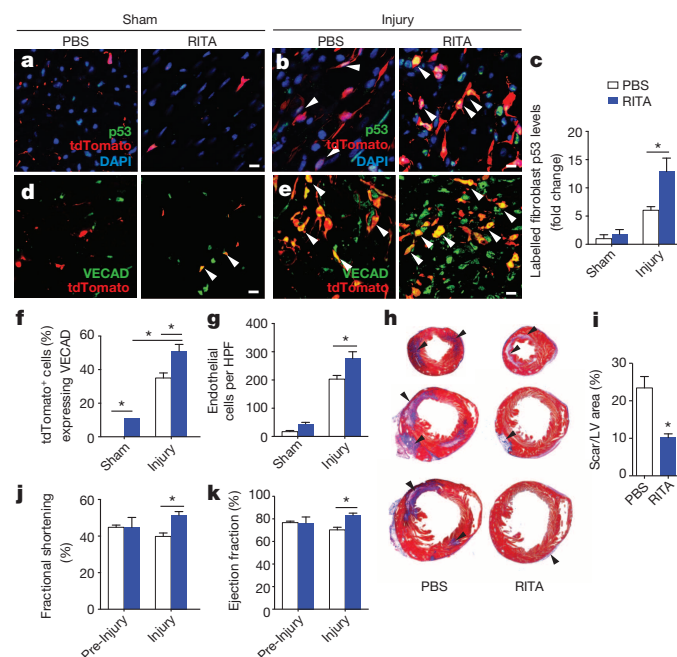 Sham
Injury
PBS
RITA
PBS
RITA
a
p53
tdTomato
DAPI
b
p53
tdTomato
DAPI
c
PBS
RITA
Labelled fibroblast p53 levels
(fold change)
20
15
10
5
0
*
Sham
Injury
d
VECAD
tdTomato
e
VECAD
tdTomato
f
tdTomato+ cells (%)
expressing VECAD
60
40
20
0
*
*
*
Sham
Injury
g
Endothelial
cells per HPF
400
300
200
100
0
*
Sham
Injury
h
PBS
RITA
i
Scar/LV area (%)
30
20
10
0
*
PBS
RITA
j
Fractional shortening
(%)
60
40
20
0
*
Pre-Injury
Injury
k
Ejection fraction (%)
100
80
60
40
20
0
*
Pre-Injury
Injury